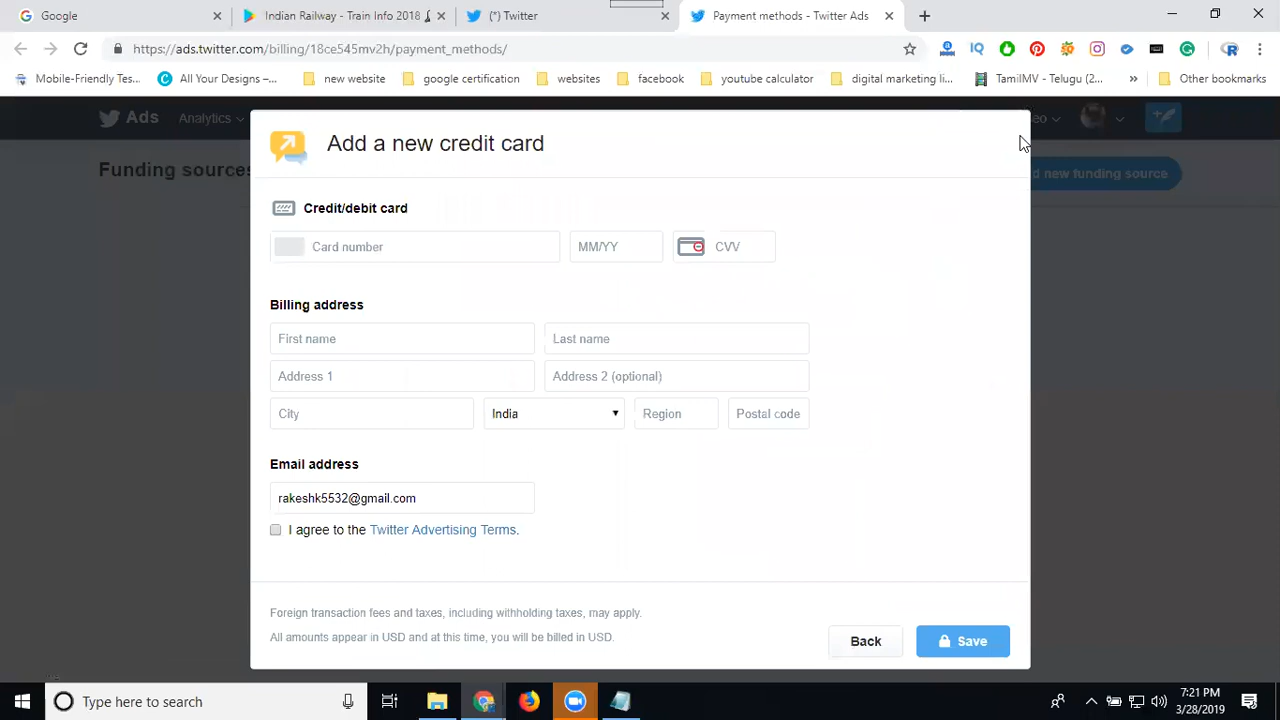 Google
Indian Railway - Train Info 2018
(*) Twitter
Payment methods - Twitter Ads
https://ads.twitter.com/billing/18ce545mv2h/payment_methods/
Mobile-Friendly Tes...
All Your Designs –...
new website
google certification
websites
facebook
youtube calculator
digital marketing li...
TamilMV - Telugu (2...
»
Other bookmarks
Ads
Analytics
eo
Funding sources
d new funding source
Add a new credit card
Credit/debit card
Card number
MM/YY
CVV
Billing address
First name
Last name
Address 1
Address 2 (optional)
City
India
Region
Postal code
Email address
rakeshk5532@gmail.com
I agree to the Twitter Advertising Terms.
Foreign transaction fees and taxes, including withholding taxes, may apply.
All amounts appear in USD and at this time, you will be billed in USD.
Back
Save
Type here to search
7:21 PM
3/28/2019